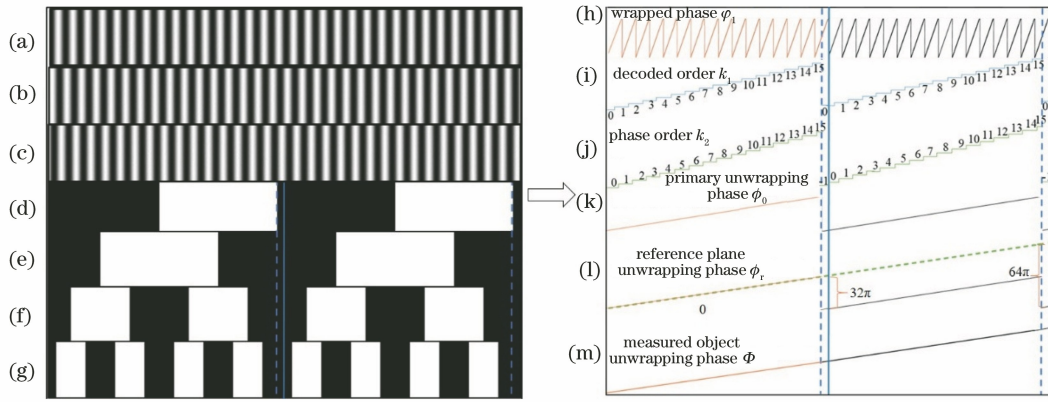 (a)
(b)
(c)
(d)
(e)
(f)
(g)
(h)
wrapped phase φ₁
(i)
decoded order k₁
0 1 2 3 4 5 6 7 8 9 10 11 12 13 14 15
0 1 2 3 4 5 6 7 8 9 10 11 12 13 14 15
0
(j)
phase order k₂
0 1 2 3 4 5 6 7 8 9 10 11 12 13 14 15
-1 0 1 2 3 4 5 6 7 8 9 10 11 12 13 14 15
(k)
primary unwrapping
phase ϕ₀
(l)
reference plane
unwrapping phase ϕᵣ
0
32π
64π
(m)
measured object
unwrapping phase Φ